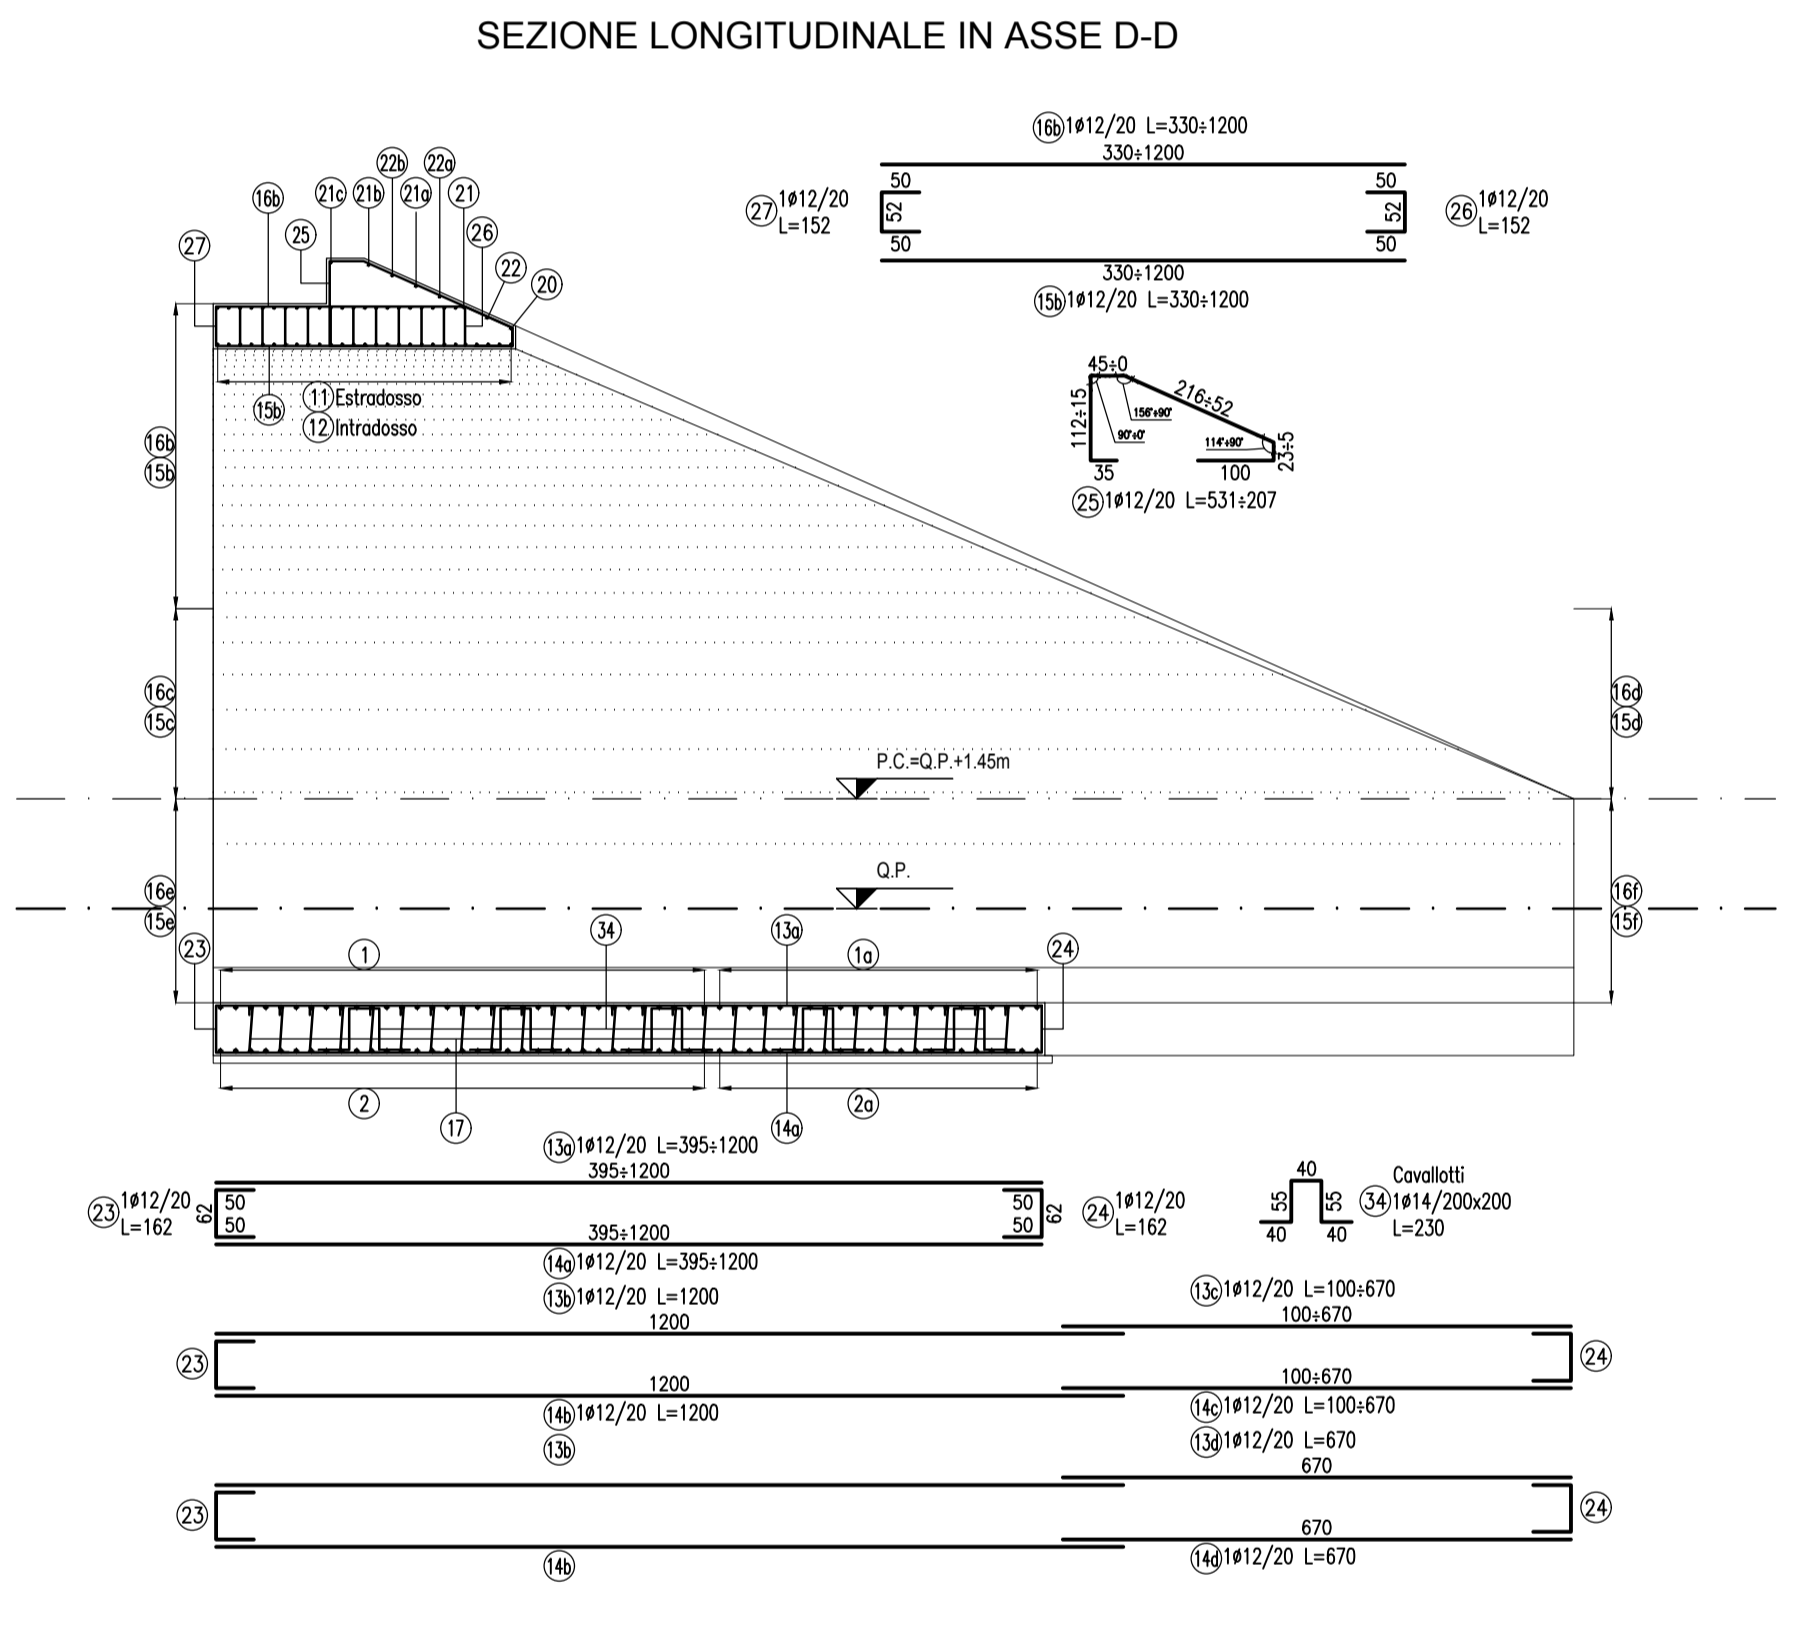 SEZIONE LONGITUDINALE IN ASSE D-D
16b 1ø12/20 L=330÷1200
330÷1200
50 50
27 1ø12/20
L=152
52
52
26 1ø12/20
L=152
50 50
330÷1200
15b 1ø12/20 L=330÷1200
22b 22a
16b 21c 21b 21a 21
27 25 26
22 20
11 Estradosso
15b
12 Intradosso
45÷0
112÷15
216÷52
156°÷90°
90°÷0°
114°÷90°
23÷5
35 100
25 1ø12/20 L=531÷207
16b
15b
16c
15c
16d
15d
P.C.=Q.P.+1.45m
Q.P.
16e
15e
16f
15f
23 1 34 13a 1a 24
2 17 14a 2a
13a 1ø12/20 L=395÷1200
395÷1200
23 1ø12/20
L=162
62
50 50
50 50
62
24 1ø12/20
L=162
395÷1200
14a 1ø12/20 L=395÷1200
40
55 55
40 40
Cavallotti
34 1ø14/200x200
L=230
13b 1ø12/20 L=1200
1200
13c 1ø12/20 L=100÷670
100÷670
23 24
1200
100÷670
14b 1ø12/20 L=1200
14c 1ø12/20 L=100÷670
13b
13d 1ø12/20 L=670
670
23 24
670
14b
14d 1ø12/20 L=670